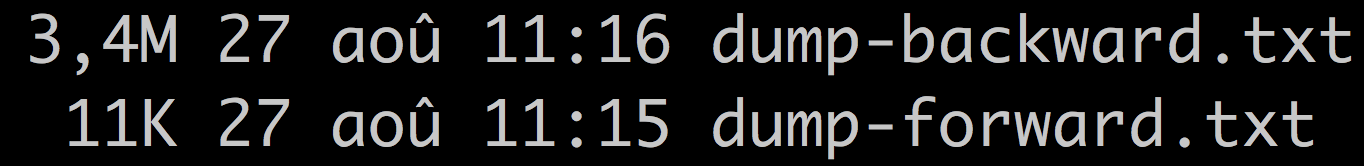 3,4M 27 aoû 11:16 dump-backward.txt
11K 27 aoû 11:15 dump-forward.txt